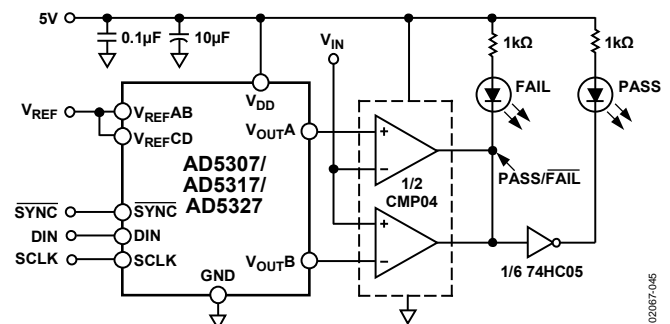 5V
0.1µF
10µF
VIN
1kΩ
1kΩ
FAIL
PASS
VDD
VREF
VREFAB
VREFCD
VOUTA
AD5307/
AD5317/
AD5327
+
–
1/2
CMP04
PASS/FAIL
SYNC
SYNC
DIN
DIN
SCLK
SCLK
GND
VOUTB
+
–
1/6 74HC05
02067-045